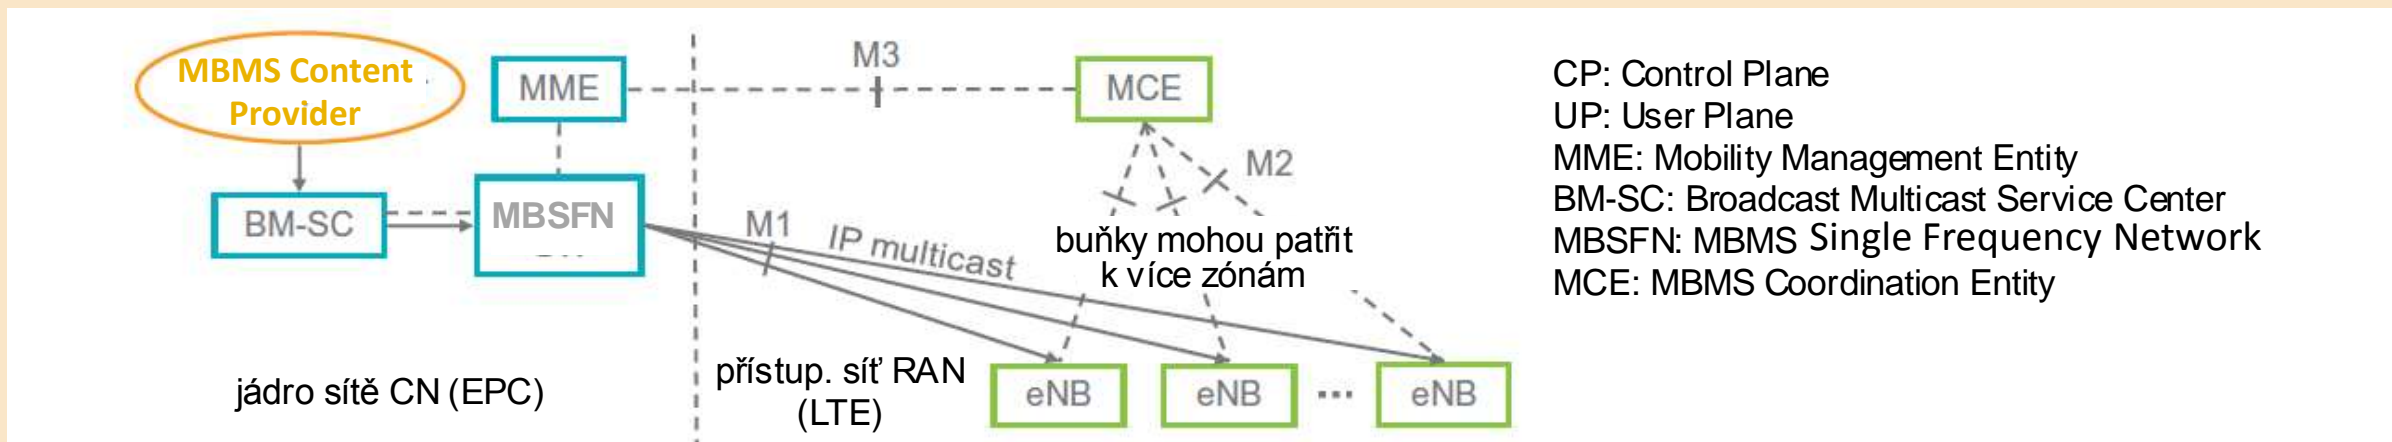 MBMS Content
Provider
MME
M3
MCE
BM-SC
MBSFN
M1
IP multicast
M2
buňky mohou patřit
k více zónám
jádro sítě CN (EPC)
přístup. síť RAN
(LTE)
eNB
eNB
...
eNB
CP: Control Plane
UP: User Plane
MME: Mobility Management Entity
BM-SC: Broadcast Multicast Service Center
MBSFN: MBMS Single Frequency Network
MCE: MBMS Coordination Entity